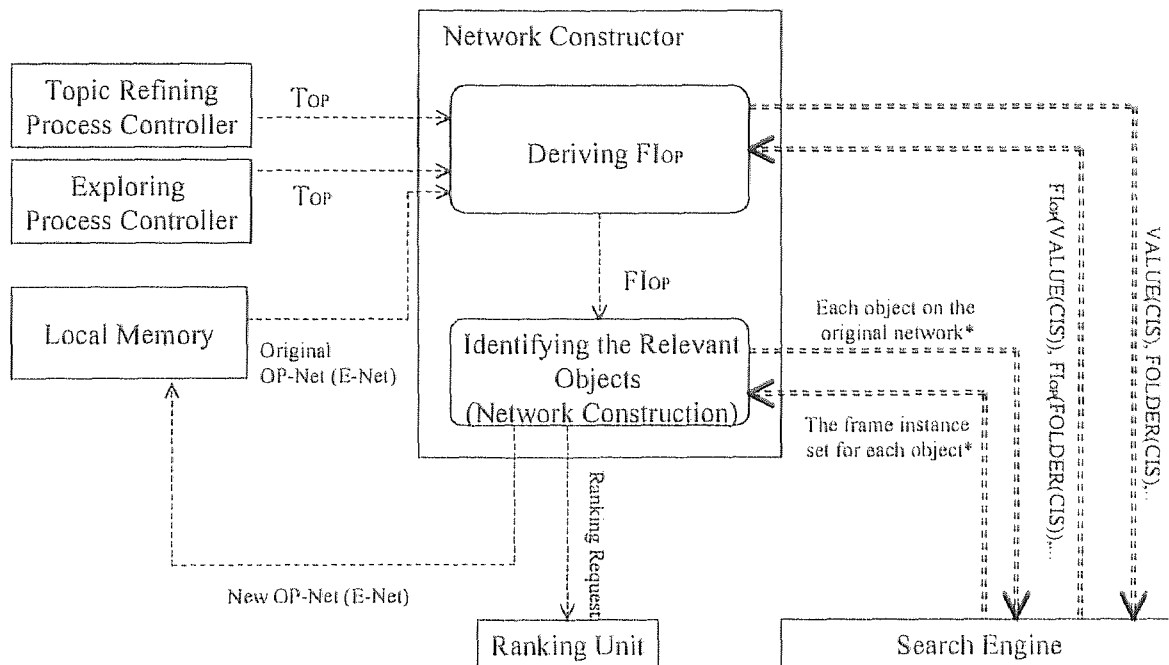 Network Constructor
Topic Refining
Process Controller
TOP
Exploring
Process Controller
TOP
Deriving FIOP
FIOP
Local Memory
Original
OP-Net (E-Net)
Identifying the Relevant
Objects
(Network Construction)
Each object on the
original network*
The frame instance
set for each object*
FIOP(VALUE(CIS)), FIOP(FOLDER(CIS)),...
VALUE(CIS), FOLDER(CIS),...
Ranking Request
New OP-Net (E-Net)
Ranking Unit
Search Engine